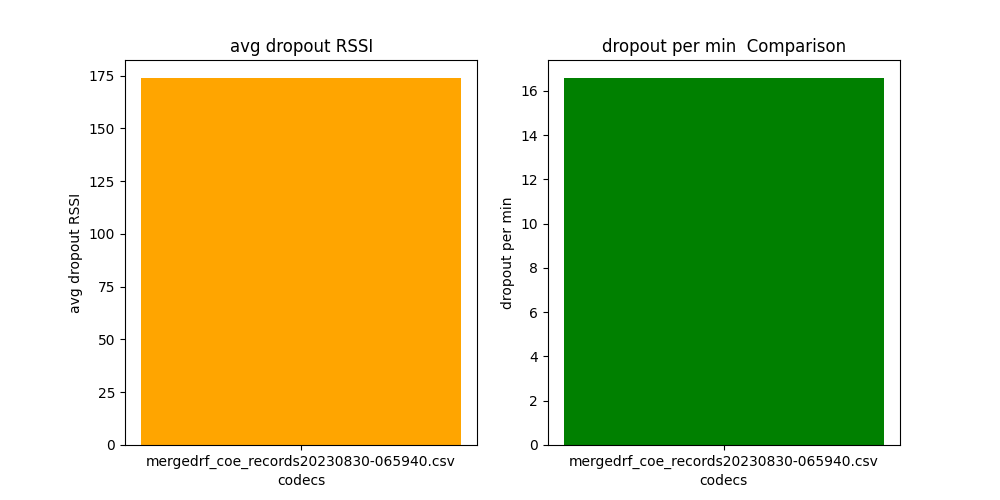 avg dropout RSSI
avg dropout RSSI
175
150
125
100
75
50
25
0
mergedrf_coe_records20230830-065940.csv
codecs
dropout per min  Comparison
dropout per min
16
14
12
10
8
6
4
2
0
mergedrf_coe_records20230830-065940.csv
codecs